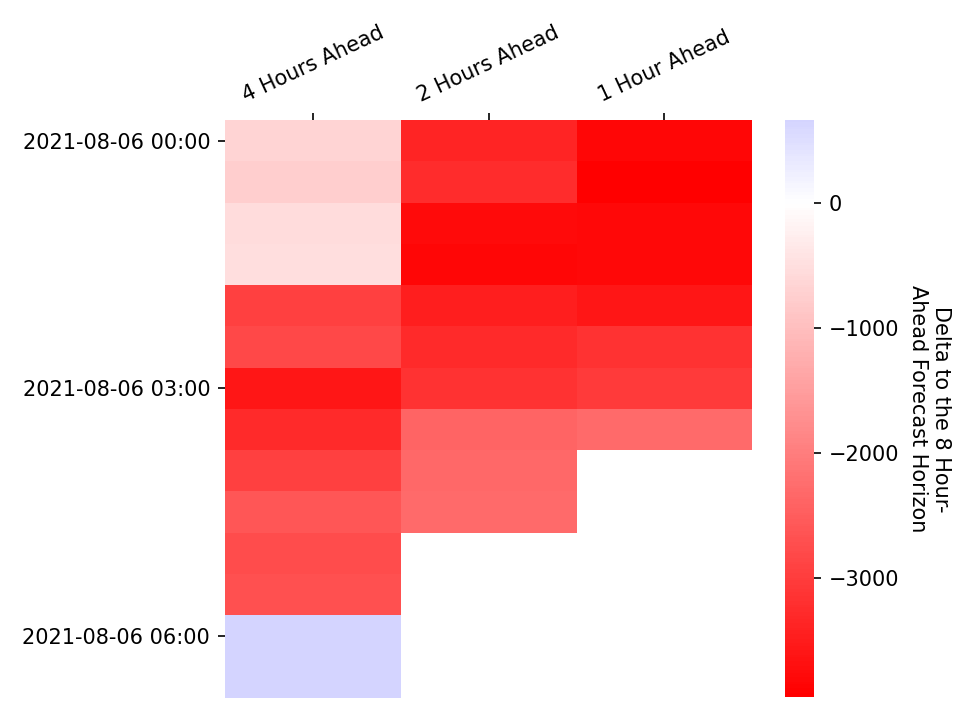 4 Hours Ahead
2 Hours Ahead
1 Hour Ahead
2021-08-06 00:00
2021-08-06 03:00
2021-08-06 06:00
0
−1000
−2000
−3000
Delta to the 8 Hour-
Ahead Forecast Horizon